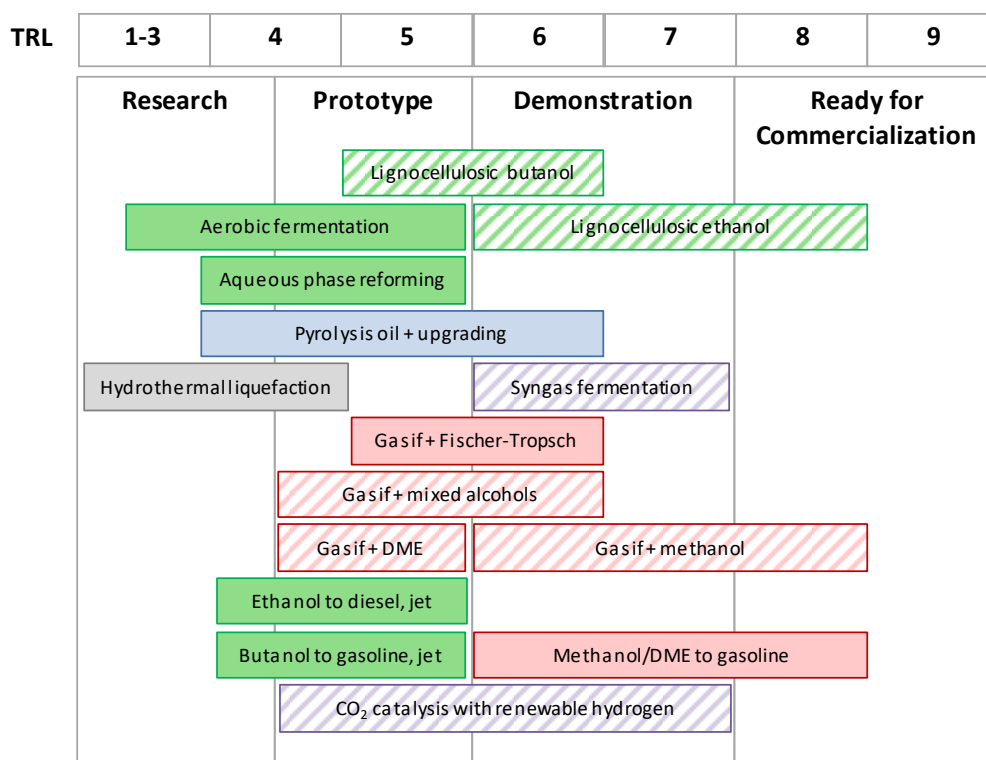 TRL 1-3 4 5 6 7 8 9
Research Prototype Demonstration Ready for
Commercialization
Lignocellulosic butanol
Aerobic fermentation Lignocellulosic ethanol
Aqueous phase reforming
Pyrolysis oil + upgrading
Hydrothermal liquefaction Syngas fermentation
Gasif + Fischer-Tropsch
Gasif + mixed alcohols
Gasif + DME Gasif + methanol
Ethanol to diesel, jet
Butanol to gasoline, jet Methanol/DME to gasoline
CO₂ catalysis with renewable hydrogen